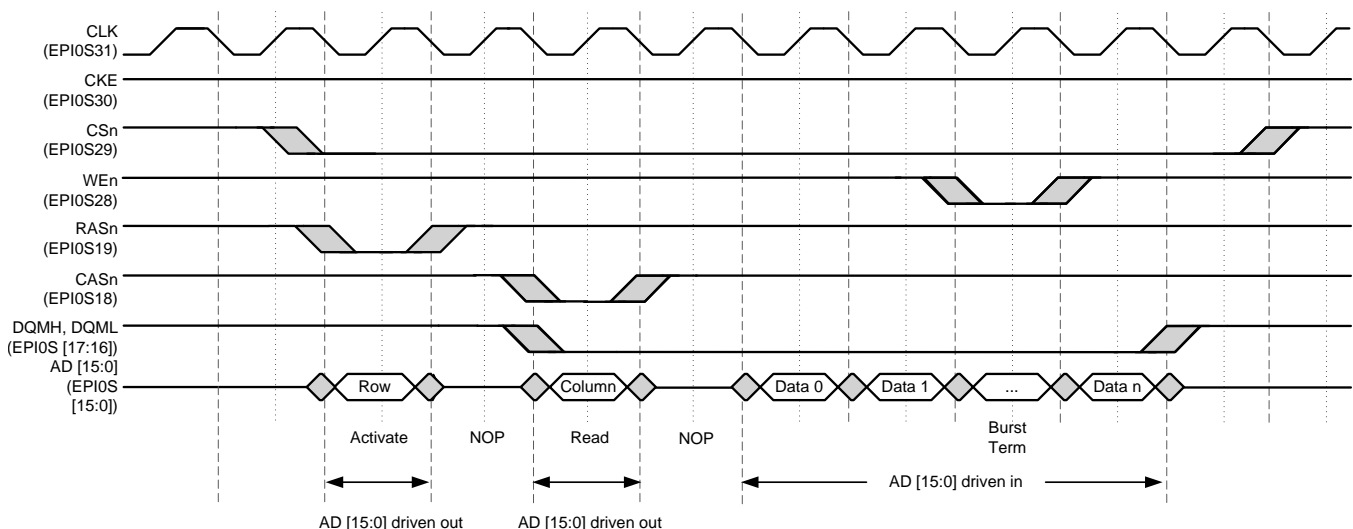 CLK
(EPI0S31)
CKE
(EPI0S30)
CSn
(EPI0S29)
WEn
(EPI0S28)
RASn
(EPI0S19)
CASn
(EPI0S18)
DQMH, DQML
(EPI0S [17:16])
AD [15:0]
(EPI0S
[15:0])
Row
Column
Data 0
Data 1
...
Data n
Activate
NOP
Read
NOP
Burst
Term
AD [15:0] driven in
AD [15:0] driven out
AD [15:0] driven out